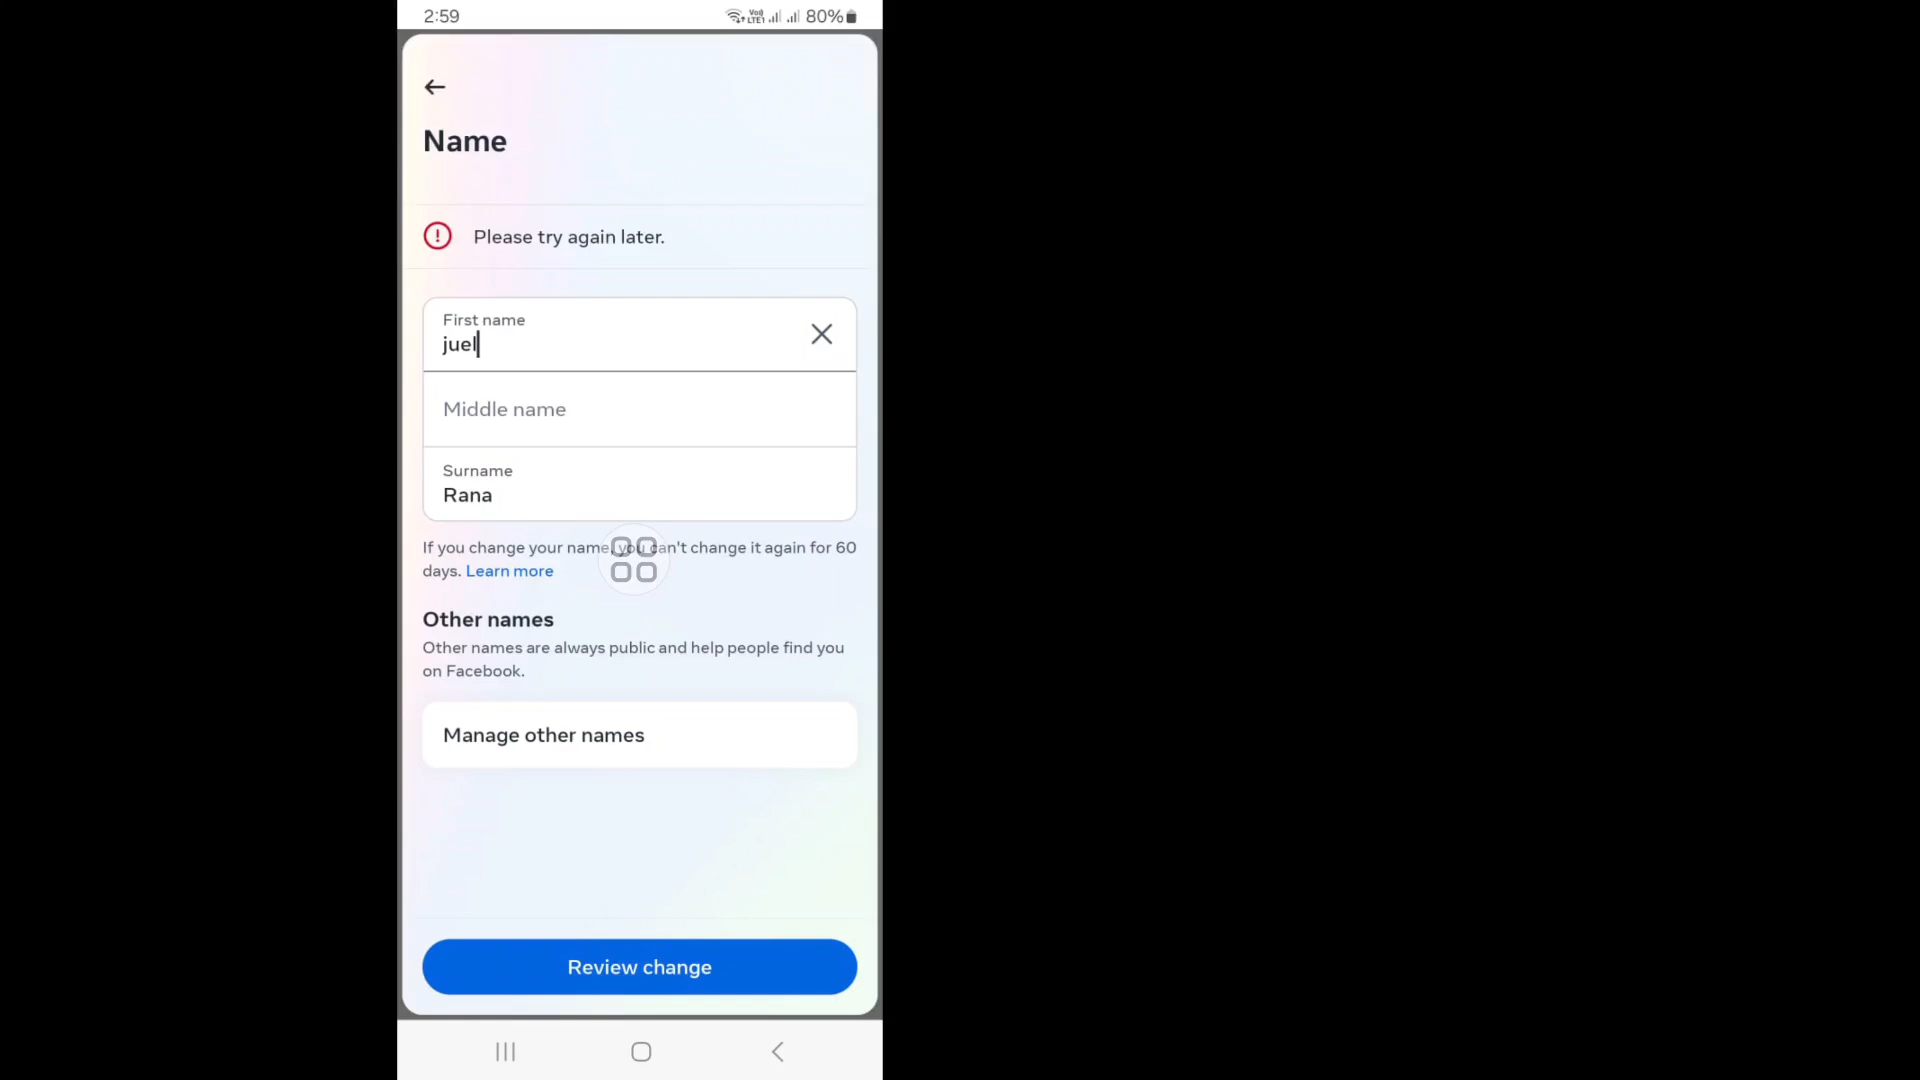 2:59 Vo) LTE1 80%
Name
Please try again later.
First name
juel
Middle name
Surname
Rana
If you change your name, you can't change it again for 60
days. Learn more
Other names
Other names are always public and help people find you
on Facebook.
Manage other names
Review change